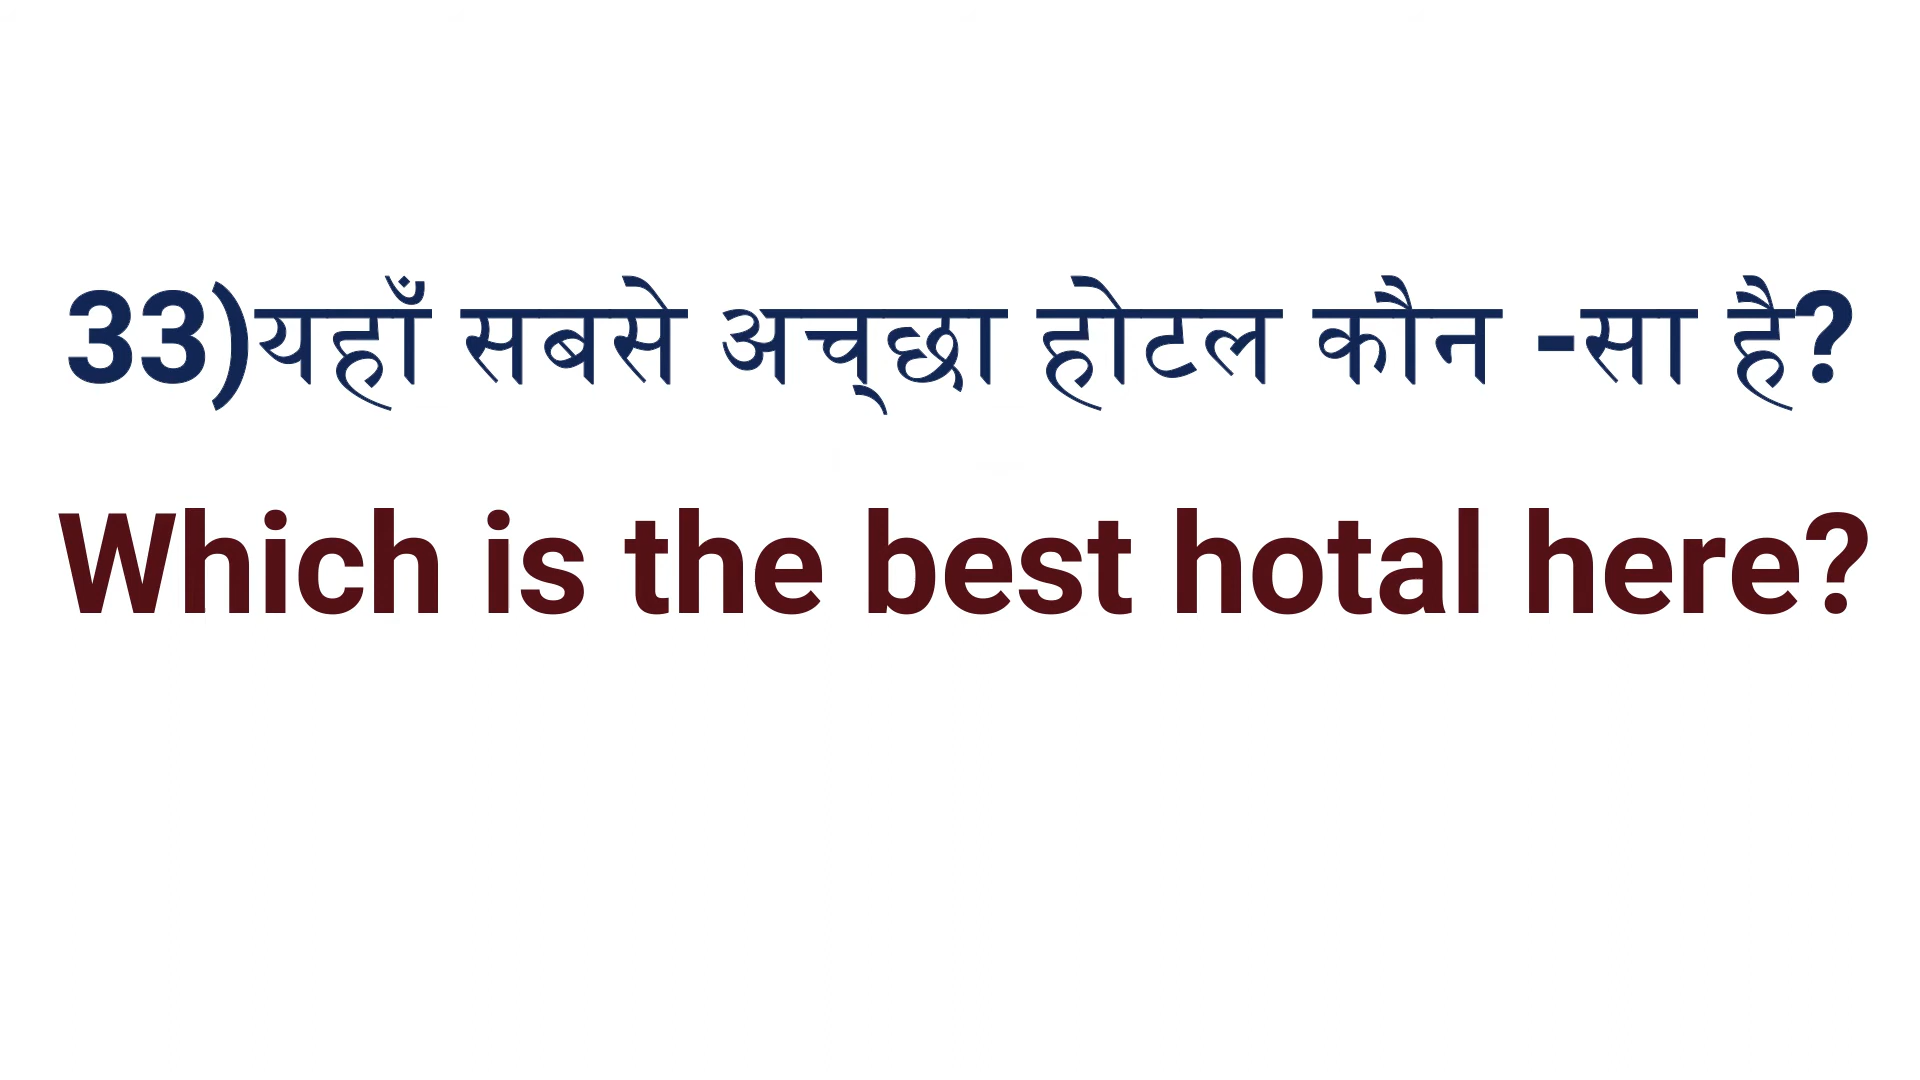 33)यहाँ सबसे अच्छा होटल कौन -सा है?
Which is the best hotal here?